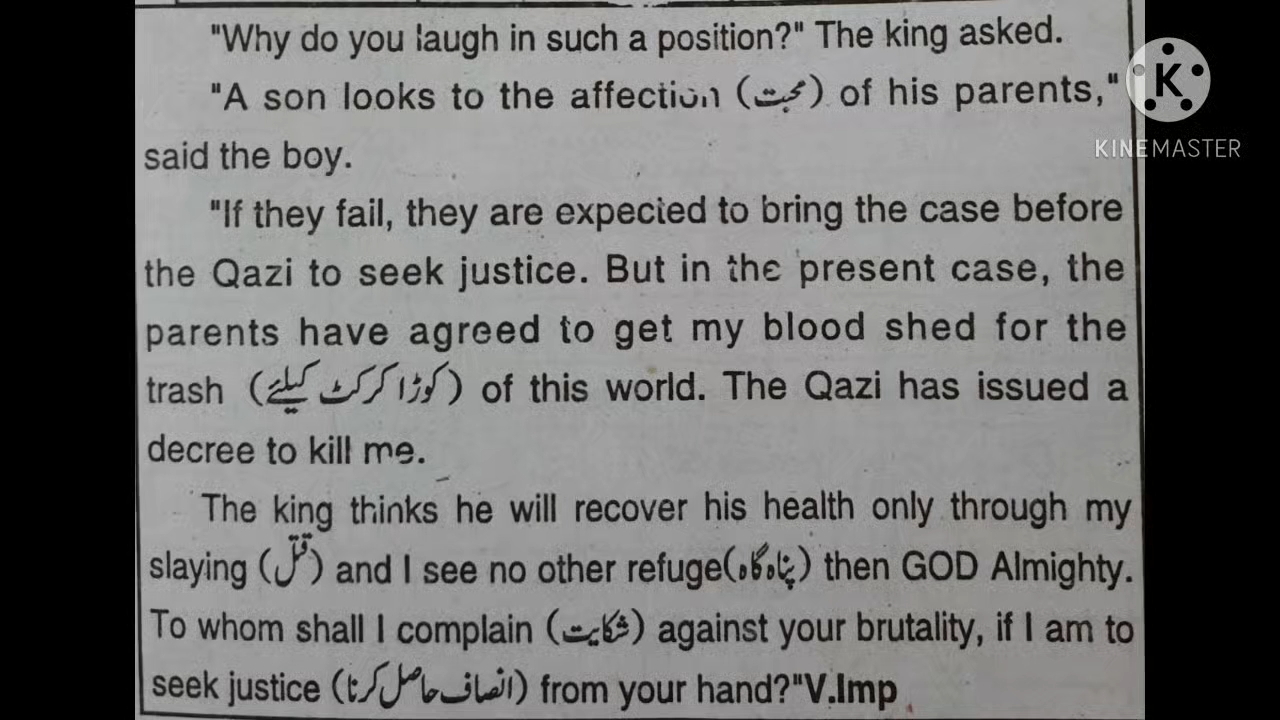 "Why do you laugh in such a position?" The king asked.
"A son looks to the affection (محبت) of his parents,"
said the boy.
"If they fail, they are expected to bring the case before
the Qazi to seek justice. But in the present case, the
parents have agreed to get my blood shed for the
trash (کوڑا کرکٹ کیلئے) of this world. The Qazi has issued a
decree to kill me.
The king thinks he will recover his health only through my
slaying (قتل) and I see no other refuge(پناہ گاہ) then GOD Almighty.
To whom shall I complain (شکایت) against your brutality, if I am to
seek justice (انصاف حاصل کرنا) from your hand?"V.Imp
K
KINEMASTER